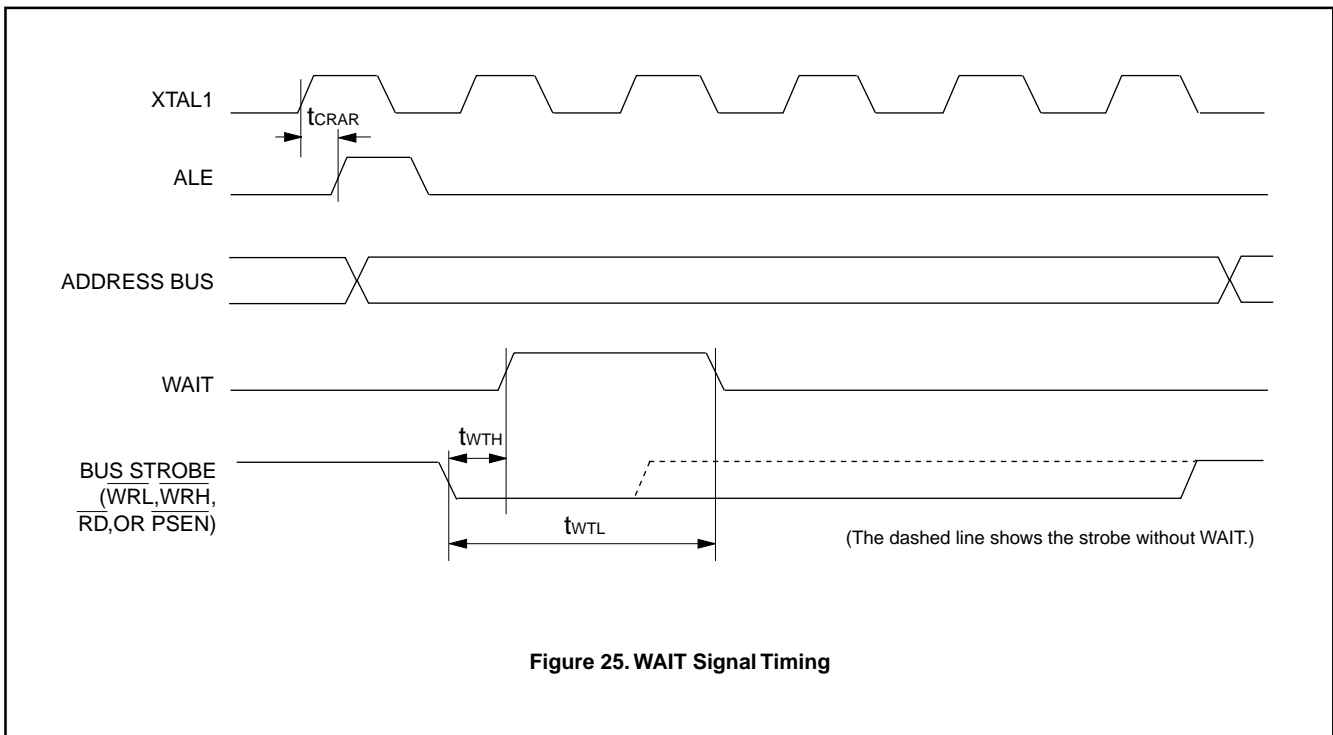 XTAL1
tCRAR
ALE
ADDRESS BUS
WAIT
tWTH
BUS STROBE
(WRL,WRH,
RD,OR PSEN)
tWTL
(The dashed line shows the strobe without WAIT.)
Figure 25. WAIT Signal Timing